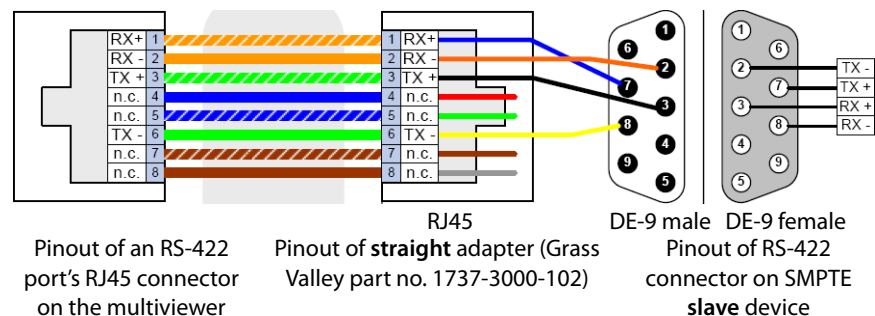 RX+ 1
RX - 2
TX + 3
n.c. 4
n.c. 5
TX - 6
n.c. 7
n.c. 8
1 RX+
2 RX -
3 TX +
4 n.c.
5 n.c.
6 TX -
7 n.c.
8 n.c.
1
6
2
7
3
8
4
9
5
1
6
2
7
3
8
4
9
5
TX -
TX +
RX +
RX -
RJ45
DE-9 male
DE-9 female
Pinout of an RS-422
port's RJ45 connector
on the multiviewer
Pinout of straight adapter (Grass
Valley part no. 1737-3000-102)
Pinout of RS-422
connector on SMPTE
slave device